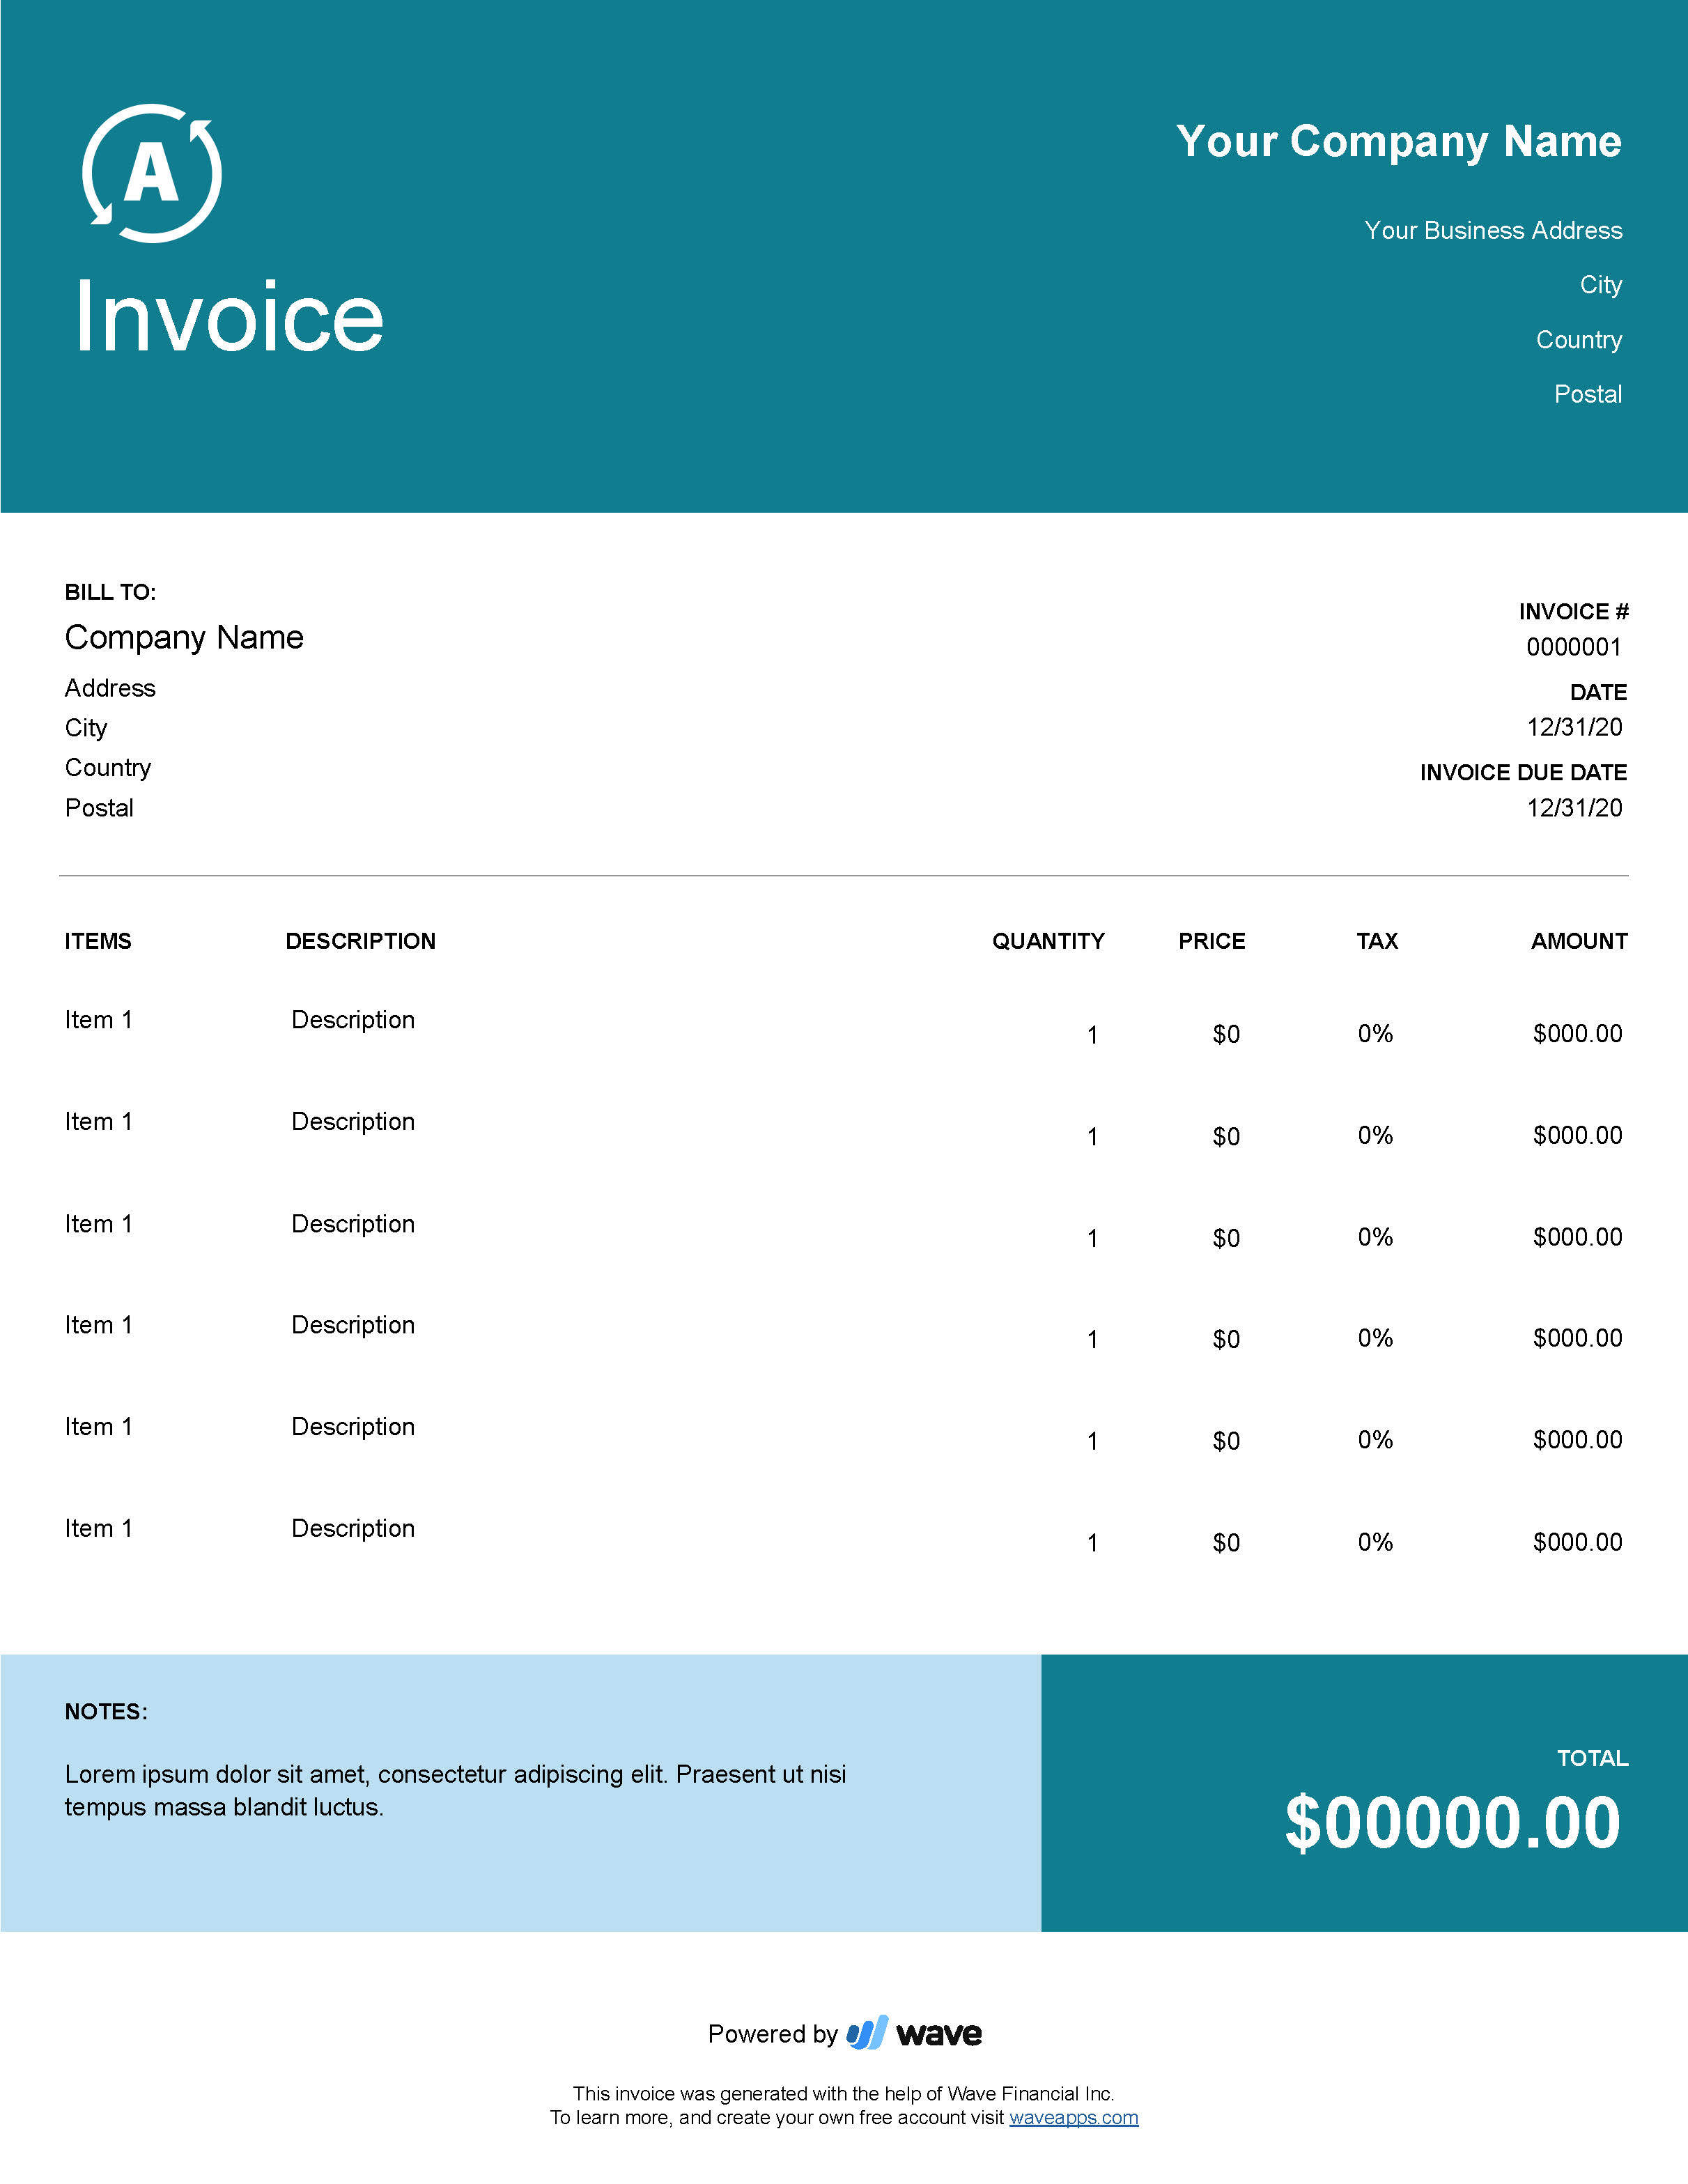 A
Invoice
Your Company Name
Your Business Address
City
Country
Postal
BILL TO:
Company Name
Address
City
Country
Postal
INVOICE #
0000001
DATE
12/31/20
INVOICE DUE DATE
12/31/20
ITEMS DESCRIPTION QUANTITY PRICE TAX AMOUNT
Item 1 Description 1 $0 0% $000.00
Item 1 Description 1 $0 0% $000.00
Item 1 Description 1 $0 0% $000.00
Item 1 Description 1 $0 0% $000.00
Item 1 Description 1 $0 0% $000.00
Item 1 Description 1 $0 0% $000.00
NOTES:
Lorem ipsum dolor sit amet, consectetur adipiscing elit. Praesent ut nisi
tempus massa blandit luctus.
TOTAL
$00000.00
Powered by wave
This invoice was generated with the help of Wave Financial Inc.
To learn more, and create your own free account visit waveapps.com